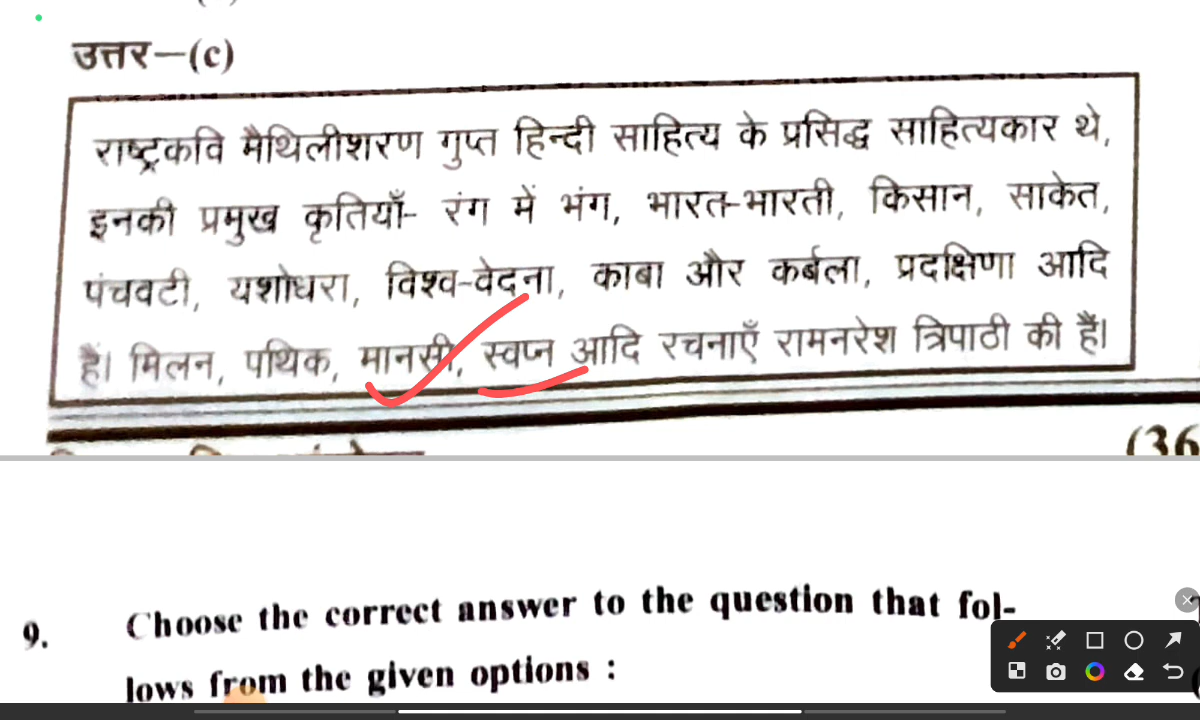 उत्तर–(c)
राष्ट्रकवि मैथिलीशरण गुप्त हिन्दी साहित्य के प्रसिद्ध साहित्यकार थे,
इनकी प्रमुख कृतियाँ- रंग में भंग, भारत-भारती, किसान, साकेत,
पंचवटी, यशोधरा, विश्व-वेदना, काबा और कर्बला, प्रदक्षिणा आदि
हैं। मिलन, पथिक, मानसी, स्वप्न आदि रचनाएँ रामनरेश त्रिपाठी की हैं।
(36
9. Choose the correct answer to the question that fol-
lows from the given options :